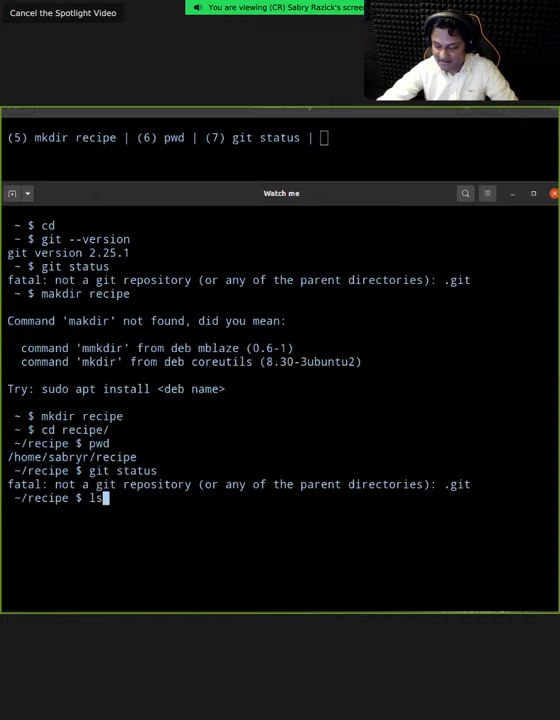 Cancel the Spotlight Video
You are viewing (CR) Sabry Razick's screen
(5) mkdir recipe | (6) pwd | (7) git status |
Watch me
~ $ cd
~ $ git --version
git version 2.25.1
~ $ git status
fatal: not a git repository (or any of the parent directories): .git
~ $ makdir recipe
Command 'makdir' not found, did you mean:
command 'mmkdir' from deb mblaze (0.6-1)
command 'mkdir' from deb coreutils (8.30-3ubuntu2)
Try: sudo apt install <deb name>
~ $ mkdir recipe
~ $ cd recipe/
~/recipe $ pwd
/home/sabryr/recipe
~/recipe $ git status
fatal: not a git repository (or any of the parent directories): .git
~/recipe $ ls